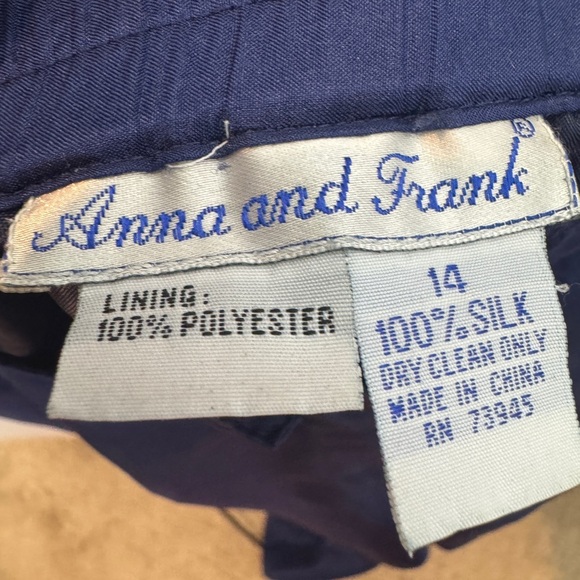 Anna and Frank®
LINING:
100% POLYESTER
14
100% SILK
DRY CLEAN ONLY
MADE IN CHINA
RN 73945